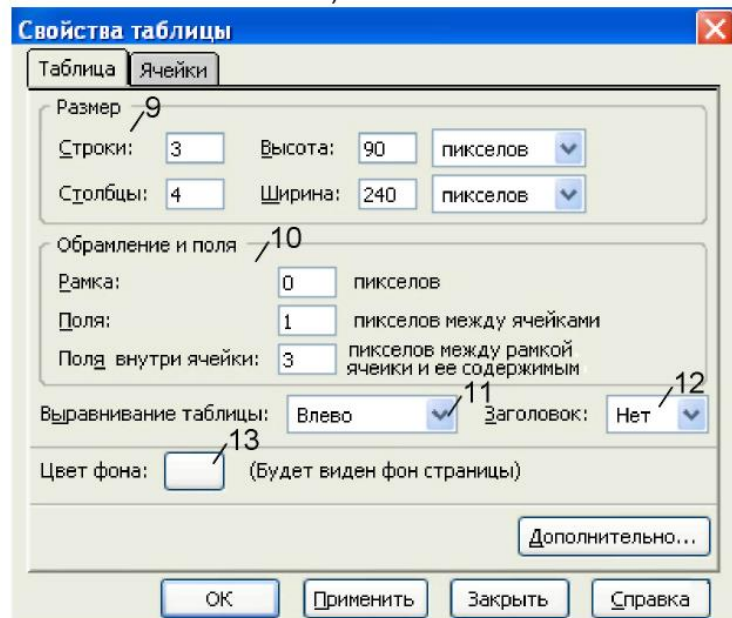 Свойства таблицы
Таблица Ячейки
Размер 9
Строки: 3 Высота: 90 пикселов
Столбцы: 4 Ширина: 240 пикселов
Обрамление и поля 10
Рамка: 0 пикселов
Поля: 1 пикселов между ячейками
Поля внутри ячейки: 3 пикселов между рамкой
ячейки и ее содержимым
11 12
Выравнивание таблицы: Влево Заголовок: Нет
13
Цвет фона: (Будет виден фон страницы)
Дополнительно...
ОК Применить Закрыть Справка